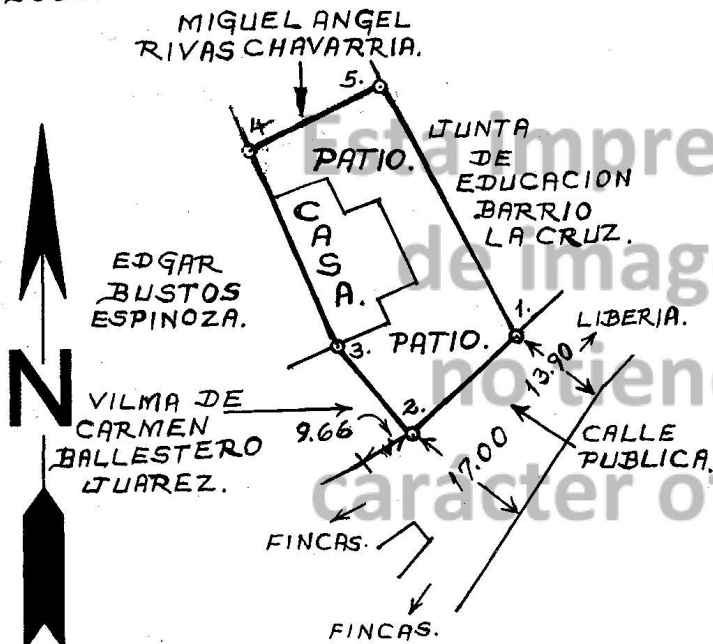 MIGUEL ANGEL
RIVAS CHAVARRIA.
5.
4
JUNTA
DE
EDUCACION
BARRIO
LA CRUZ.
PATIO.
CASA.
EDGAR
BUSTOS
ESPINOZA.
1.
LIBERIA.
PATIO.
3.
13.90
N
VILMA DE
CARMEN
BALLESTERO
JUAREZ.
9.66
2.
17.00
CALLE
PUBLICA.
FINCAS.
FINCAS.
Esta impre
de imag
no tien
carácter o